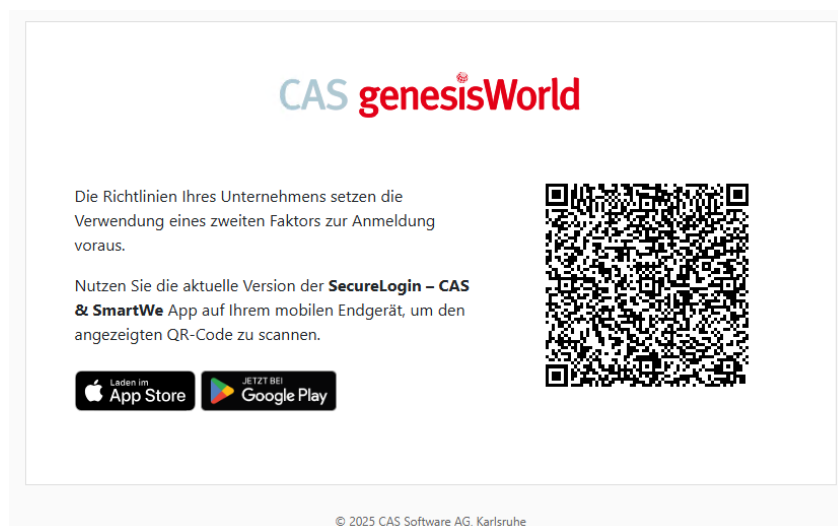 CAS genesisWorld
Die Richtlinien Ihres Unternehmens setzen die
Verwendung eines zweiten Faktors zur Anmeldung
voraus.
Nutzen Sie die aktuelle Version der SecureLogin – CAS
& SmartWe App auf Ihrem mobilen Endgerät, um den
angezeigten QR-Code zu scannen.
Laden im
App Store
JETZT BEI
Google Play
© 2025 CAS Software AG, Karlsruhe